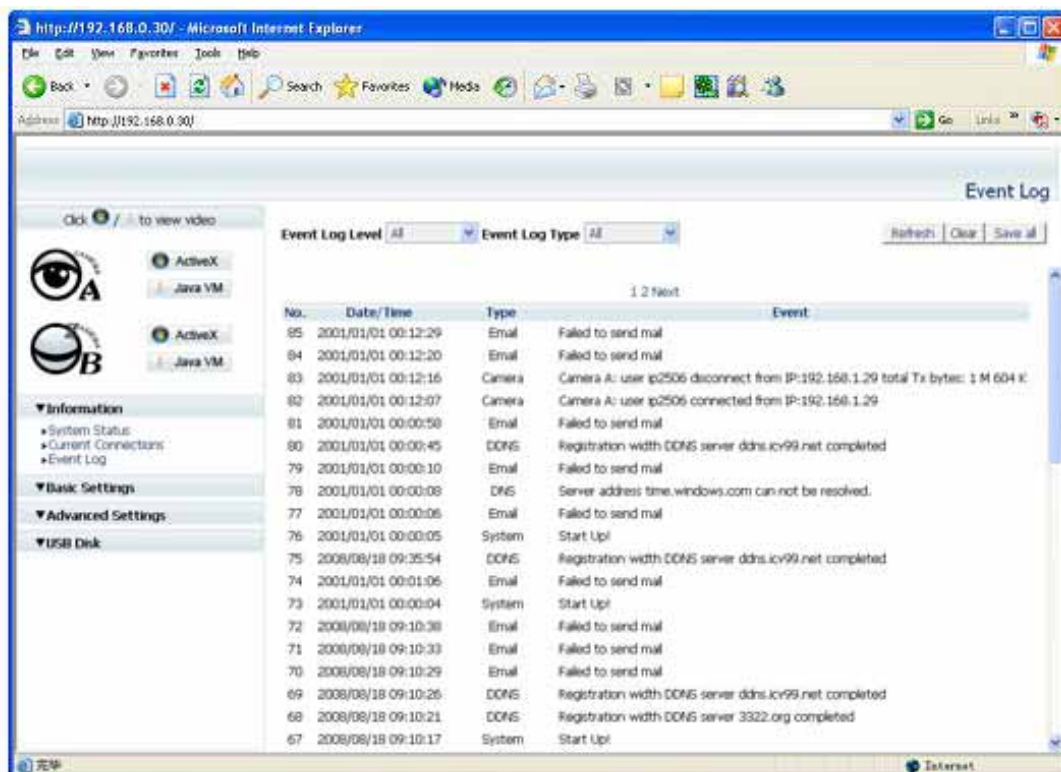 http://192.168.0.30/ - Microsoft Internet Explorer
File Edit View Favorites Tools Help
Back Search Favorites Media
Address http://192.168.0.30/ Go Links »
Event Log
Click / to view video
A ActiveX
Java VM
B ActiveX
Java VM
▼Information
System Status
Current Connections
Event Log
▼Basic Settings
▼Advanced Settings
▼USB Disk
Event Log Level All Event Log Type All Refresh Clear Save all
1 2 Next
No. Date/Time Type Event
85 2001/01/01 00:12:29 Email Failed to send mail
84 2001/01/01 00:12:20 Email Failed to send mail
83 2001/01/01 00:12:16 Camera Camera A: user ip2506 disconnect from IP:192.168.1.29 total Tx bytes: 1 M 604 K
82 2001/01/01 00:12:07 Camera Camera A: user ip2506 connected from IP:192.168.1.29
81 2001/01/01 00:00:58 Email Failed to send mail
80 2001/01/01 00:00:45 DDNS Registration width DDNS server ddns.icv99.net completed
79 2001/01/01 00:00:10 Email Failed to send mail
78 2001/01/01 00:00:08 DNS Server address time.windows.com can not be resolved.
77 2001/01/01 00:00:06 Email Failed to send mail
76 2001/01/01 00:00:05 System Start Up!
75 2008/08/18 09:35:54 DDNS Registration width DDNS server ddns.icv99.net completed
74 2001/01/01 00:01:06 Email Failed to send mail
73 2001/01/01 00:00:04 System Start Up!
72 2008/08/18 09:10:38 Email Failed to send mail
71 2008/08/18 09:10:33 Email Failed to send mail
70 2008/08/18 09:10:29 Email Failed to send mail
69 2008/08/18 09:10:26 DDNS Registration width DDNS server ddns.icv99.net completed
68 2008/08/18 09:10:21 DDNS Registration width DDNS server 3322.org completed
67 2008/08/18 09:10:17 System Start Up!
完毕 Internet